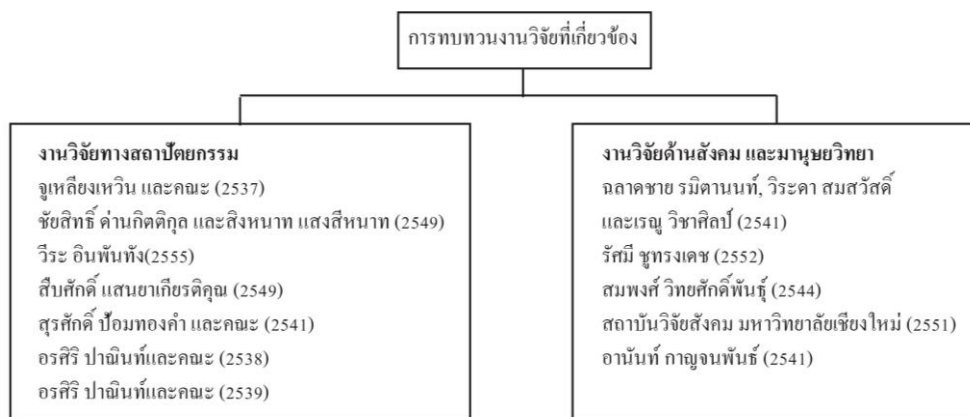 การทบทวนงานวิจัยที่เกี่ยวข้อง
งานวิจัยทางสถาปัตยกรรม
จูเหลียงเหวิน และคณะ (2537)
ชัยสิทธิ์ ด่านกิตติกุล และสิงหนาท แสงสีหนาท (2549)
วีระ อินพันทัง(2555)
สืบศักดิ์ แสนยาเกียรติคุณ (2549)
สุรศักดิ์ ป้อมทองคำ และคณะ (2541)
อรศิริ ปาณินท์และคณะ (2538)
อรศิริ ปาณินท์และคณะ (2539)
งานวิจัยด้านสังคม และมานุษยวิทยา
ฉลาดชาย รมิตานนท์, วิระดา สมสวัสดิ์
และเรณู วิชาศิลป์ (2541)
รัศมี ชูทรงเดช (2552)
สมพงศ์ วิทยศักดิ์พันธุ์ (2544)
สถาบันวิจัยสังคม มหาวิทยาลัยเชียงใหม่ (2551)
อานันท์ กาญจนพันธ์ (2541)